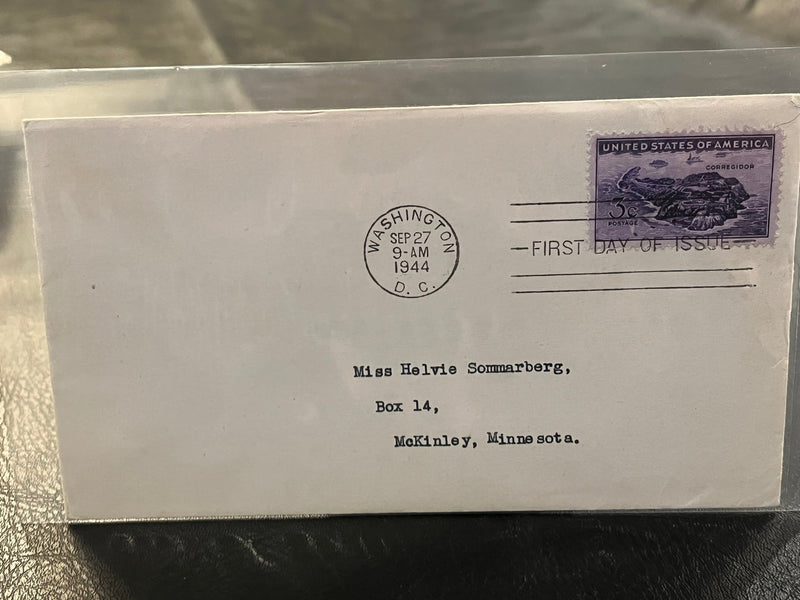 UNITED STATES OF AMERICA
CORREGIDOR
3c
POSTAGE
WASHINGTON
SEP 27
9-AM
1944
D. C.
FIRST DAY OF ISSUE
Miss Helvie Sommarberg,
Box 14,
McKinley, Minnesota.